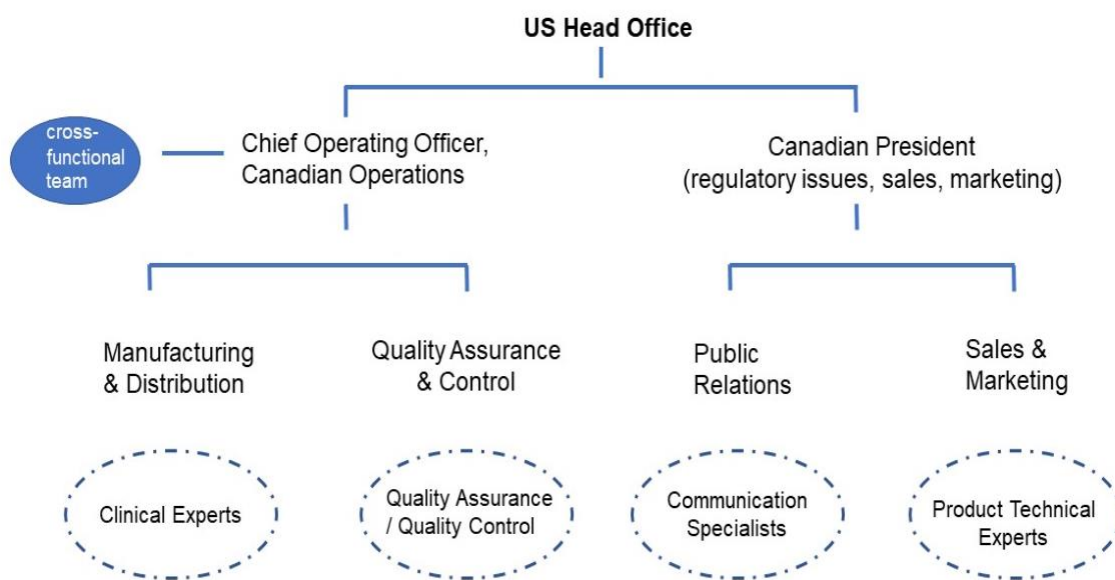 US Head Office
cross-
functional
team
Chief Operating Officer,
Canadian Operations
Canadian President
(regulatory issues, sales, marketing)
Manufacturing
& Distribution
Quality Assurance
& Control
Public
Relations
Sales &
Marketing
Clinical Experts
Quality Assurance
/ Quality Control
Communication
Specialists
Product Technical
Experts